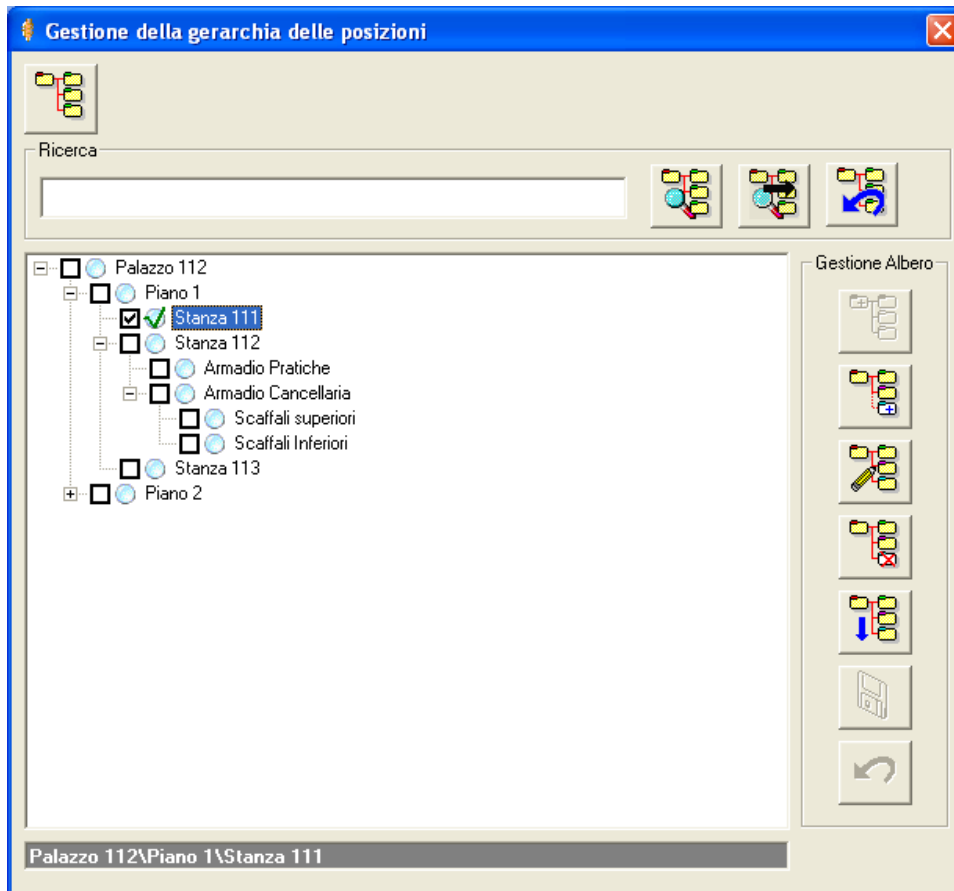 Gestione della gerarchia delle posizioni
Ricerca
Palazzo 112
Gestione Albero
Piano 1
Stanza 111
Stanza 112
Armadio Pratiche
Armadio Cancellaria
Scaffali superiori
Scaffali Inferiori
Stanza 113
Piano 2
Palazzo 112\Piano 1\Stanza 111